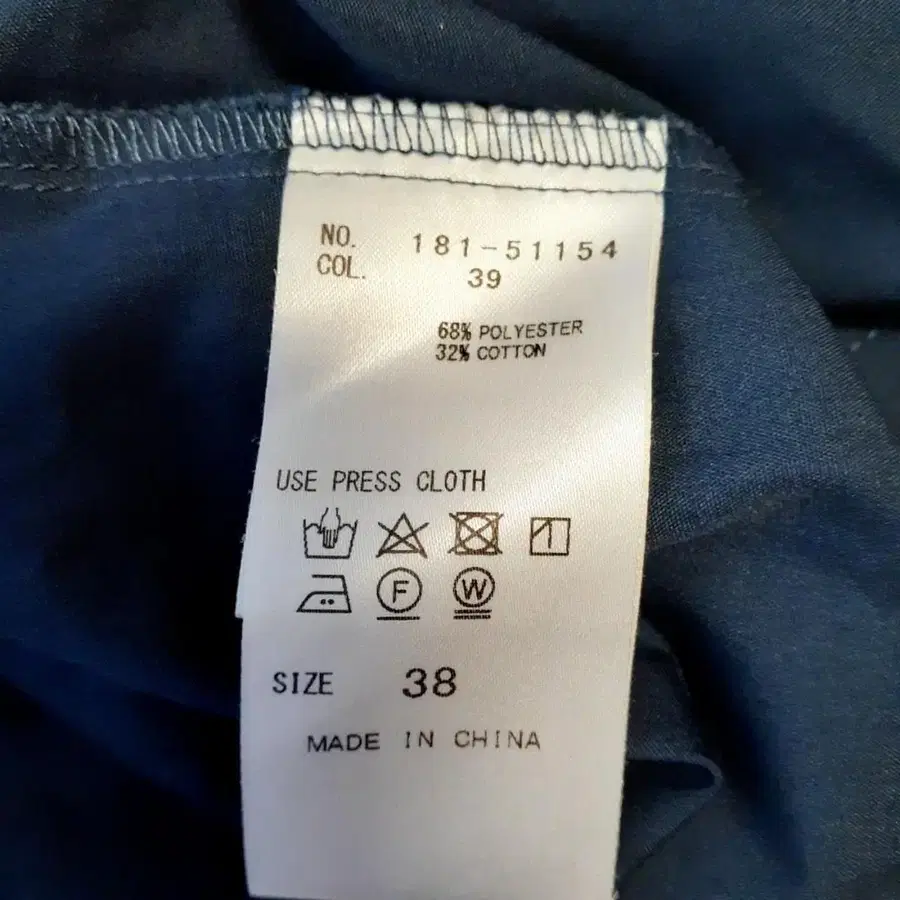 NO. 181-51154
COL. 39
68% POLYESTER
32% COTTON
USE PRESS CLOTH
F W
SIZE 38
MADE IN CHINA